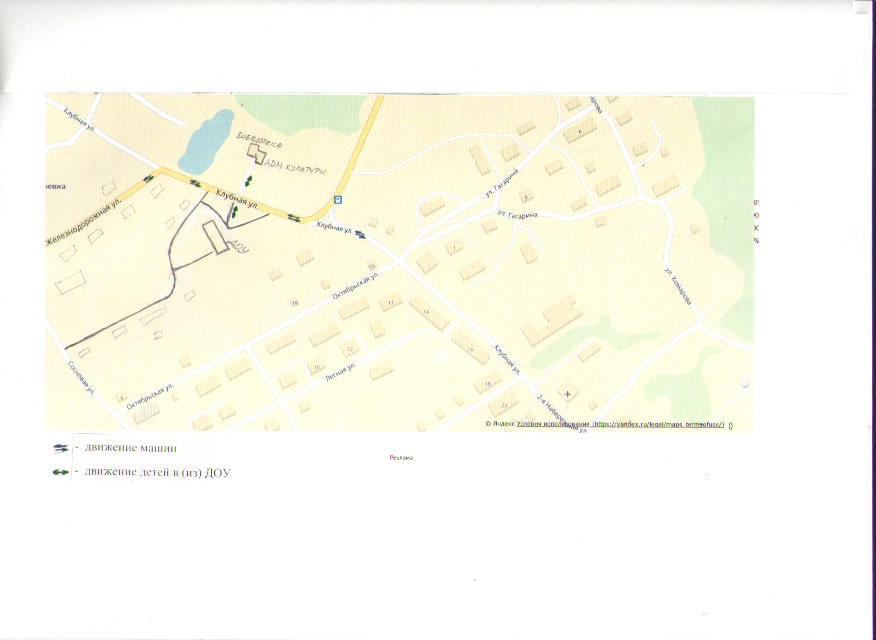 Клубная ул.
БИБЛИОТЕКА
ДОМ КУЛЬТУРЫ
евка
Клубная ул.
Железнодорожная ул.
ДОУ
Клубная ул.
ул. Гагарина
ул. Гагарина
ул. Комарова
Октябрьская ул.
Лесная ул.
Клубная ул.
Сосновая ул.
Октябрьская ул.
© Яндекс Условия использования (https://yandex.ru/legal/maps_termsofuse/)
- движение машин
Реклама
- движение детей в (из) ДОУ